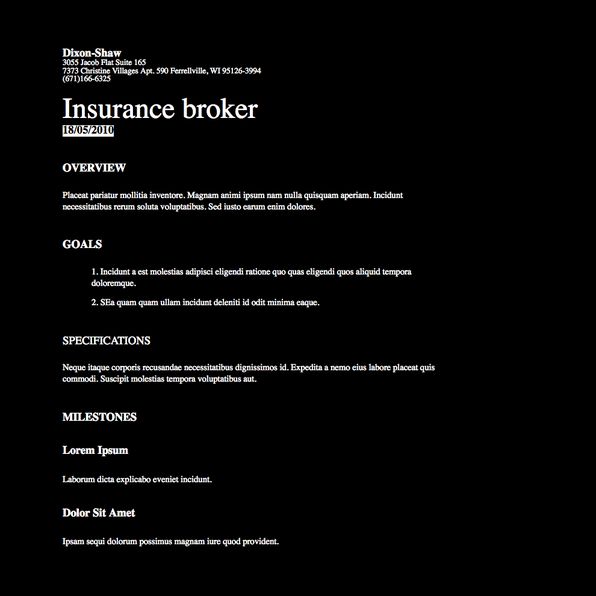 Dixon-Shaw
3055 Jacob Flat Suite 165
7373 Christine Villages Apt. 590 Ferrellville, WI 95126-3994
(671)166-6325
Insurance broker
18/05/2010
OVERVIEW
Placeat pariatur mollitia inventore. Magnam animi ipsum nam nulla quisquam aperiam. Incidunt
necessitatibus rerum soluta voluptatibus. Sed iusto earum enim dolores.
GOALS
1. Incidunt a est molestias adipisci eligendi ratione quo quas eligendi quos aliquid tempora
doloremque.
2. SEa quam quam ullam incidunt deleniti id odit minima eaque.
SPECIFICATIONS
Neque itaque corporis recusandae necessitatibus dignissimos id. Expedita a nemo eius labore placeat quis
commodi. Suscipit molestias tempora voluptatibus aut.
MILESTONES
Lorem Ipsum
Laborum dicta explicabo eveniet incidunt.
Dolor Sit Amet
Ipsam sequi dolorum possimus magnam iure quod provident.